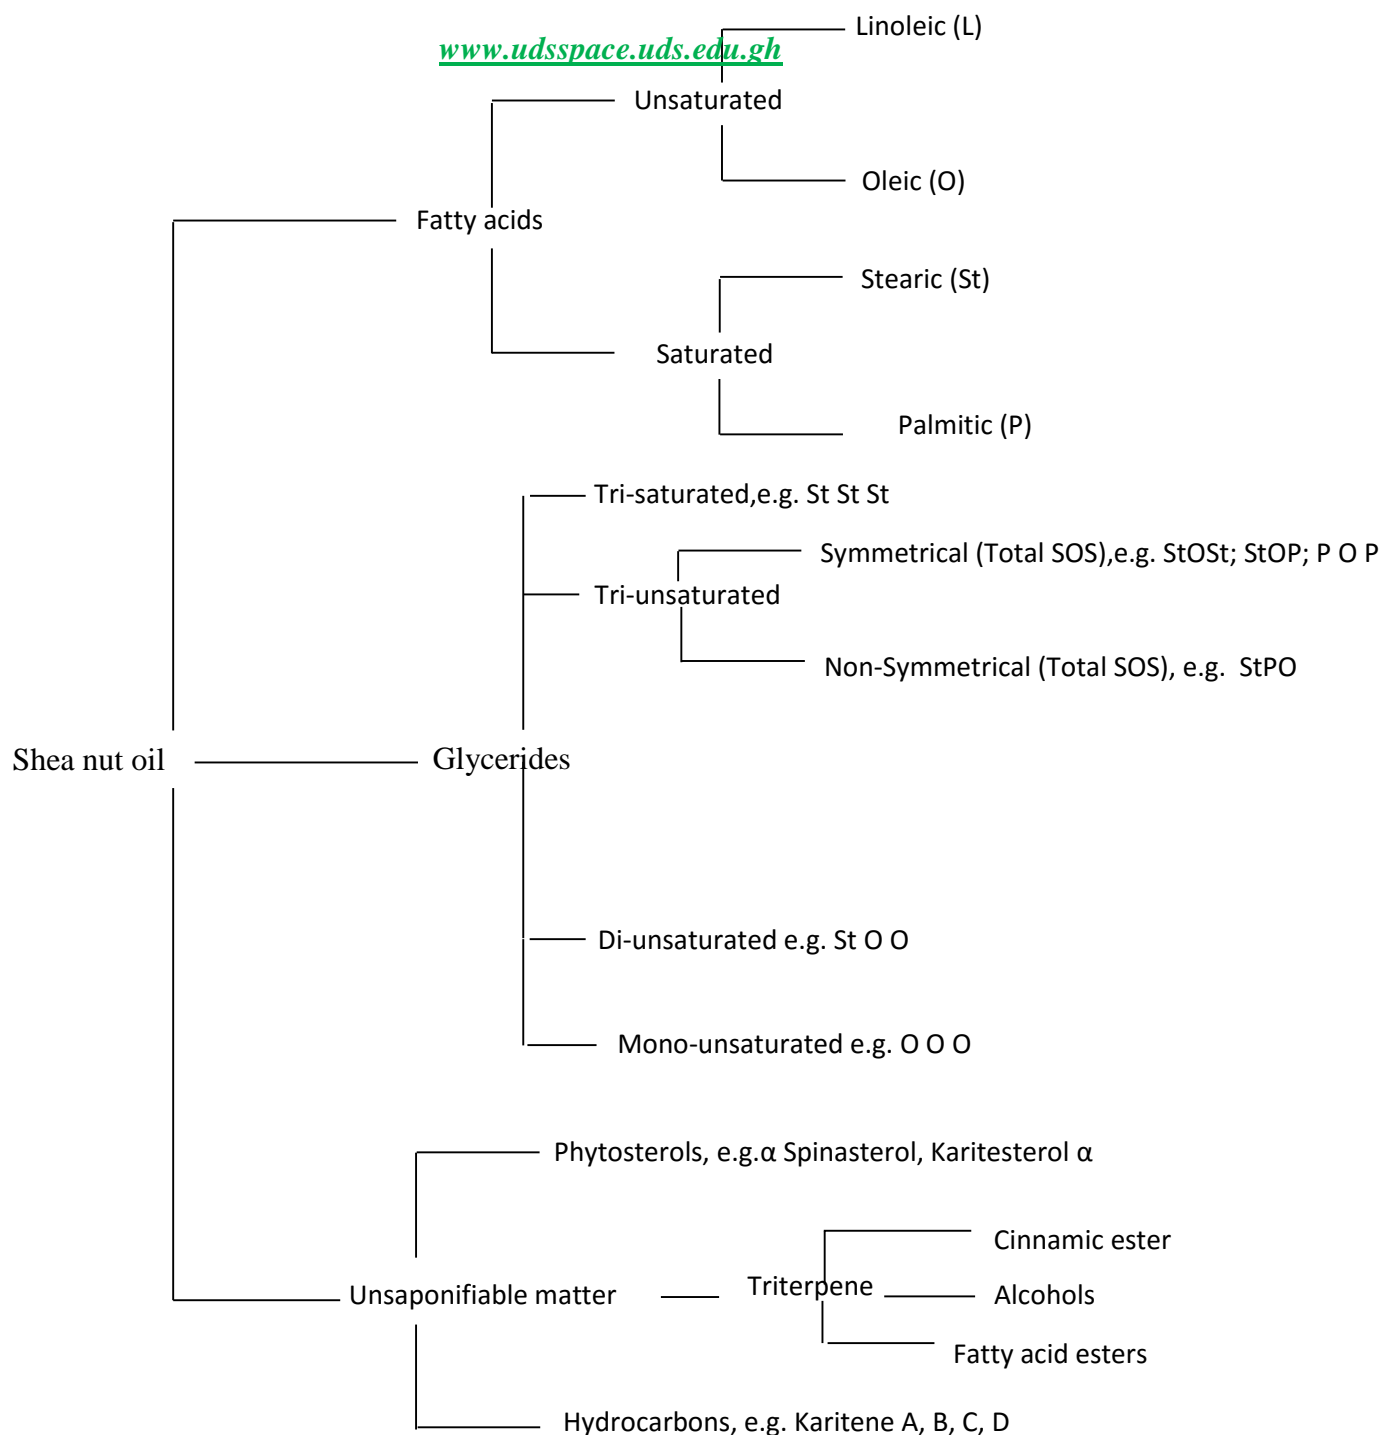 Linoleic (L)
www.udsspace.uds.edu.gh
Unsaturated
Oleic (O)
Fatty acids
Stearic (St)
Saturated
Palmitic (P)
Tri-saturated,e.g. St St St
Symmetrical (Total SOS),e.g. StOSt; StOP; P O P
Tri-unsaturated
Non-Symmetrical (Total SOS), e.g. StPO
Shea nut oil
Glycerides
Di-unsaturated e.g. St O O
Mono-unsaturated e.g. O O O
Phytosterols, e.g.α Spinasterol, Karitesterol α
Cinnamic ester
Triterpene
Unsaponifiable matter
Alcohols
Fatty acid esters
Hydrocarbons, e.g. Karitene A, B, C, D